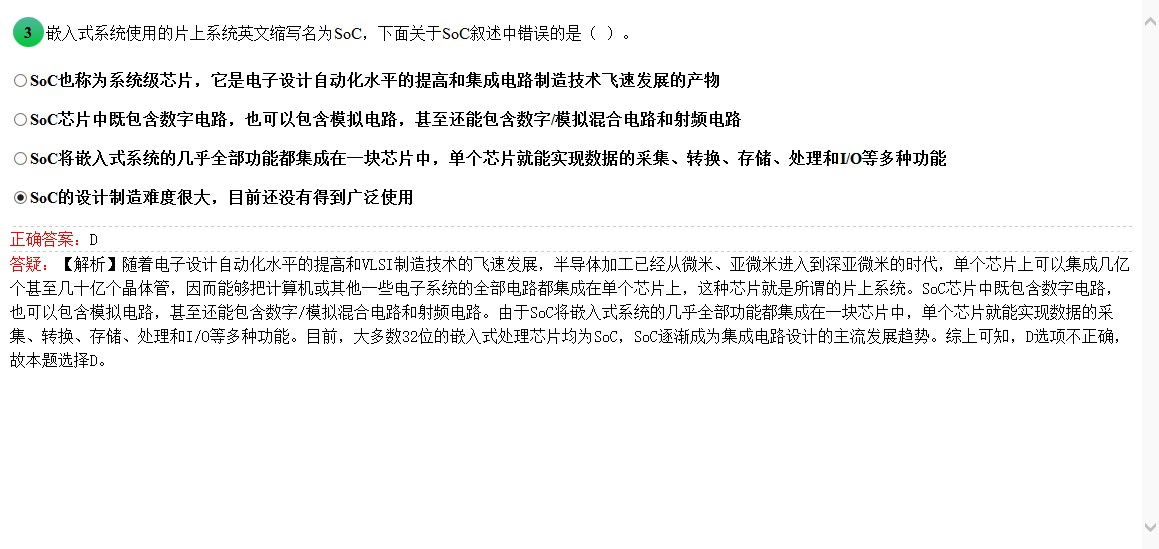 3 嵌入式系统使用的片上系统英文缩写名为SoC，下面关于SoC叙述中错误的是（ ）。
SoC也称为系统级芯片，它是电子设计自动化水平的提高和集成电路制造技术飞速发展的产物
SoC芯片中既包含数字电路，也可以包含模拟电路，甚至还能包含数字/模拟混合电路和射频电路
SoC将嵌入式系统的几乎全部功能都集成在一块芯片中，单个芯片就能实现数据的采集、转换、存储、处理和I/O等多种功能
SoC的设计制造难度很大，目前还没有得到广泛使用
正确答案：D
答疑：【解析】随着电子设计自动化水平的提高和VLSI制造技术的飞速发展，半导体加工已经从微米、亚微米进入到深亚微米的时代，单个芯片上可以集成几亿
个甚至几十亿个晶体管，因而能够把计算机或其他一些电子系统的全部电路都集成在单个芯片上，这种芯片就是所谓的片上系统。SoC芯片中既包含数字电路，
也可以包含模拟电路，甚至还能包含数字/模拟混合电路和射频电路。由于SoC将嵌入式系统的几乎全部功能都集成在一块芯片中，单个芯片就能实现数据的采
集、转换、存储、处理和I/O等多种功能。目前，大多数32位的嵌入式处理芯片均为SoC，SoC逐渐成为集成电路设计的主流发展趋势。综上可知，D选项不正确，
故本题选择D。